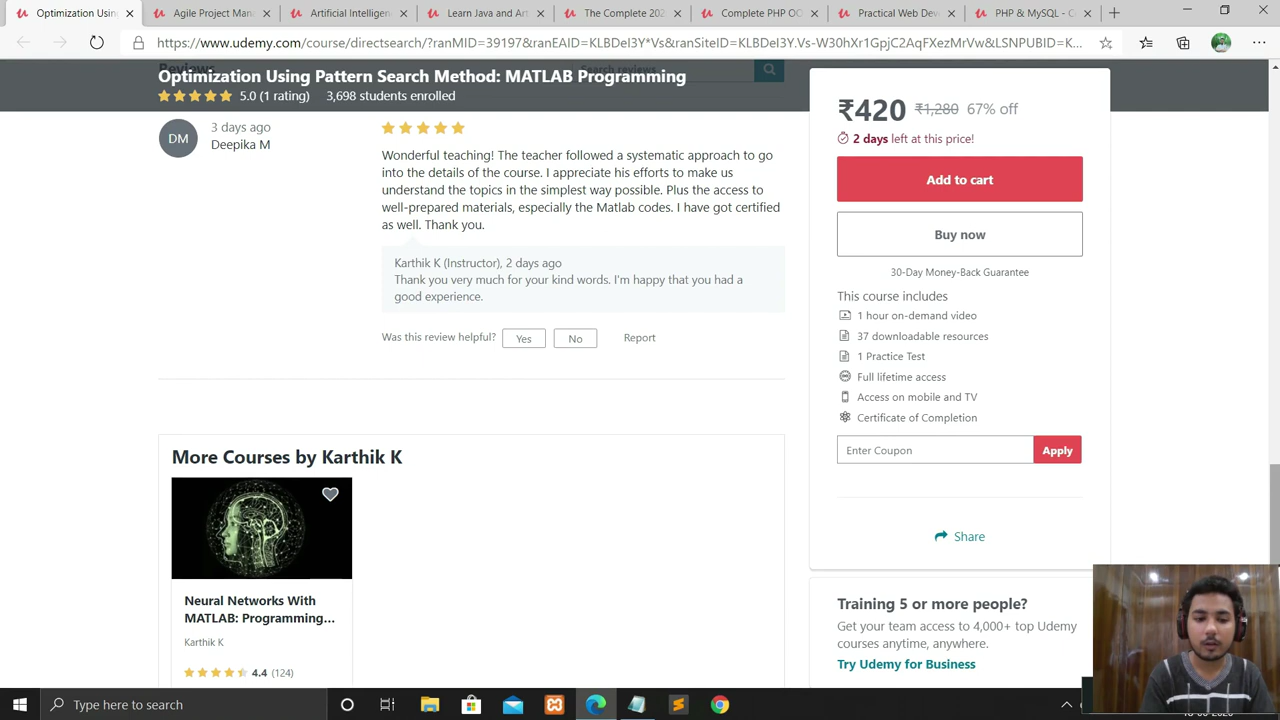 Optimization Usin
Agile Project Man
Artificial Intelligen
Learn Java and Art
The Complete 202
Complete PHP OO
Practical Web Dev
PHP & MySQL - C
https://www.udemy.com/course/directsearch/?ranMID=39197&ranEAID=KLBDeI3Y*Vs&ranSiteID=KLBDeI3Y.Vs-W30hXr1GpjC2AqFXezMrVw&LSNPUBID=K...
Optimization Using Pattern Search Method: MATLAB Programming
5.0 (1 rating) 3,698 students enrolled
Reviews
Search reviews
DM
3 days ago
Deepika M
Wonderful teaching! The teacher followed a systematic approach to go
into the details of the course. I appreciate his efforts to make us
understand the topics in the simplest way possible. Plus the access to
well-prepared materials, especially the Matlab codes. I have got certified
as well. Thank you.
Karthik K (Instructor), 2 days ago
Thank you very much for your kind words. I'm happy that you had a
good experience.
Was this review helpful? Yes No Report
More Courses by Karthik K
Neural Networks With
MATLAB: Programming...
Karthik K
4.4 (124)
₹420 ₹1,280 67% off
2 days left at this price!
Add to cart
Buy now
30-Day Money-Back Guarantee
This course includes
1 hour on-demand video
37 downloadable resources
1 Practice Test
Full lifetime access
Access on mobile and TV
Certificate of Completion
Enter Coupon Apply
Share
Training 5 or more people?
Get your team access to 4,000+ top Udemy
courses anytime, anywhere.
Try Udemy for Business
Type here to search